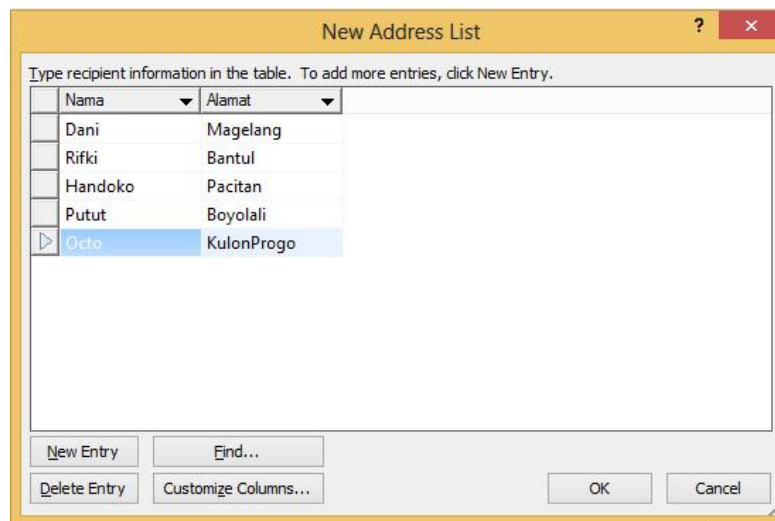 New Address List ?
Type recipient information in the table. To add more entries, click New Entry.
Nama Alamat
Dani Magelang
Rifki Bantul
Handoko Pacitan
Putut Boyolali
Octo KulonProgo
New Entry Find...
Delete Entry Customize Columns... OK Cancel